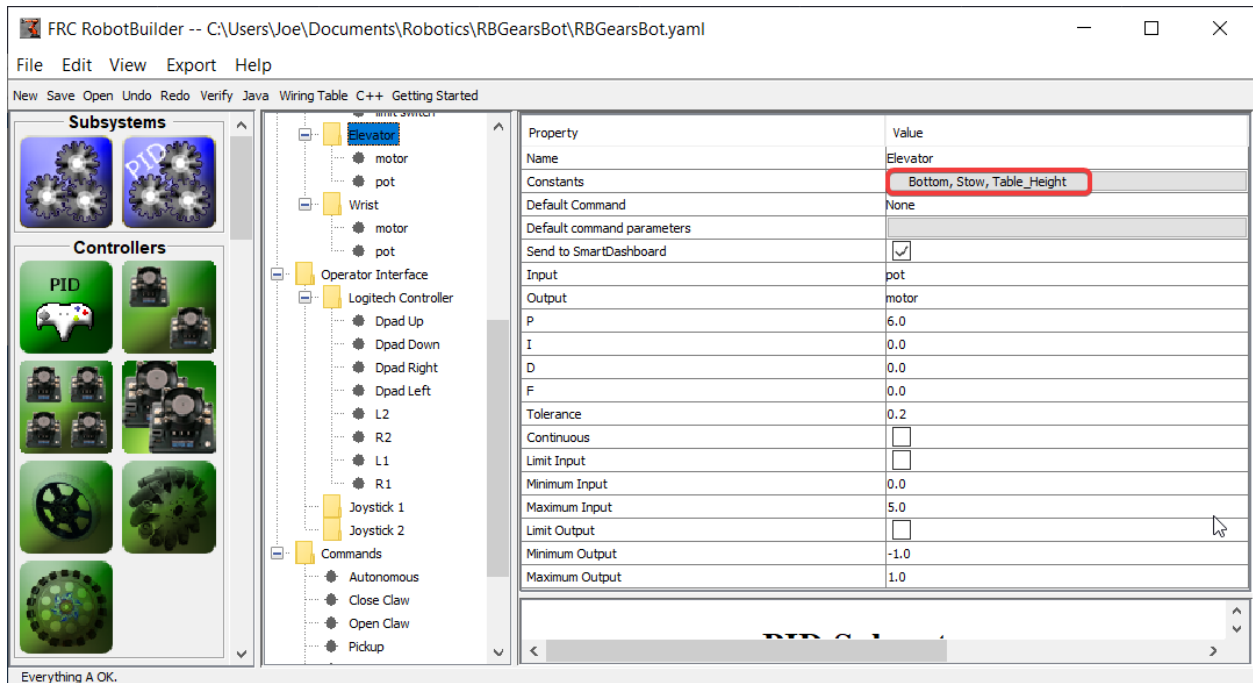 FRC RobotBuilder -- C:\Users\Joe\Documents\Robotics\RBGearsBot\RBGearsBot.yaml
File Edit View Export Help
New Save Open Undo Redo Verify Java Wiring Table C++ Getting Started
Subsystems
PID
Controllers
PID
limit switch
Elevator
motor
pot
Wrist
motor
pot
Operator Interface
Logitech Controller
Dpad Up
Dpad Down
Dpad Right
Dpad Left
L2
R2
L1
R1
Joystick 1
Joystick 2
Commands
Autonomous
Close Claw
Open Claw
Pickup
Property Value
Name Elevator
Constants Bottom, Stow, Table_Height
Default Command None
Default command parameters
Send to SmartDashboard
Input pot
Output motor
P 6.0
I 0.0
D 0.0
F 0.0
Tolerance 0.2
Continuous
Limit Input
Minimum Input 0.0
Maximum Input 5.0
Limit Output
Minimum Output -1.0
Maximum Output 1.0
Everything A OK.